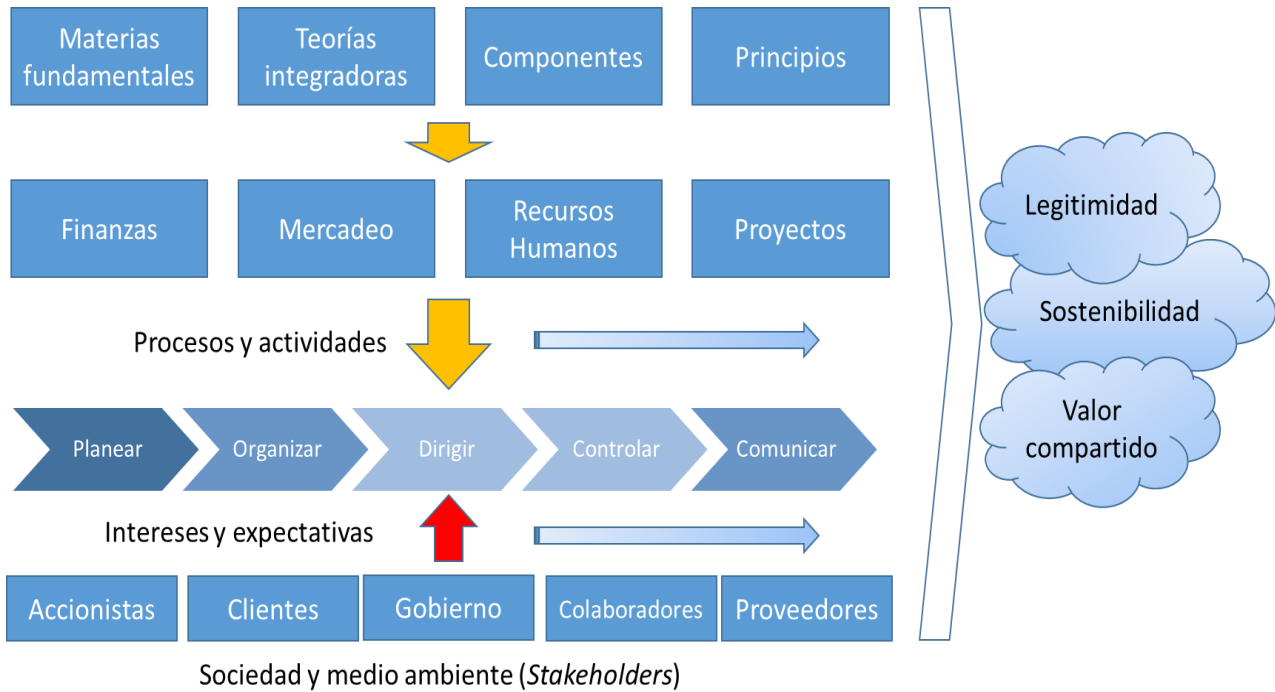 Materias
fundamentales
Teorías
integradoras
Componentes
Principios
Finanzas
Mercadeo
Recursos
Humanos
Proyectos
Procesos y actividades
Planear
Organizar
Dirigir
Controlar
Comunicar
Intereses y expectativas
Accionistas
Clientes
Gobierno
Colaboradores
Proveedores
Sociedad y medio ambiente (Stakeholders)
Legitimidad
Sostenibilidad
Valor
compartido